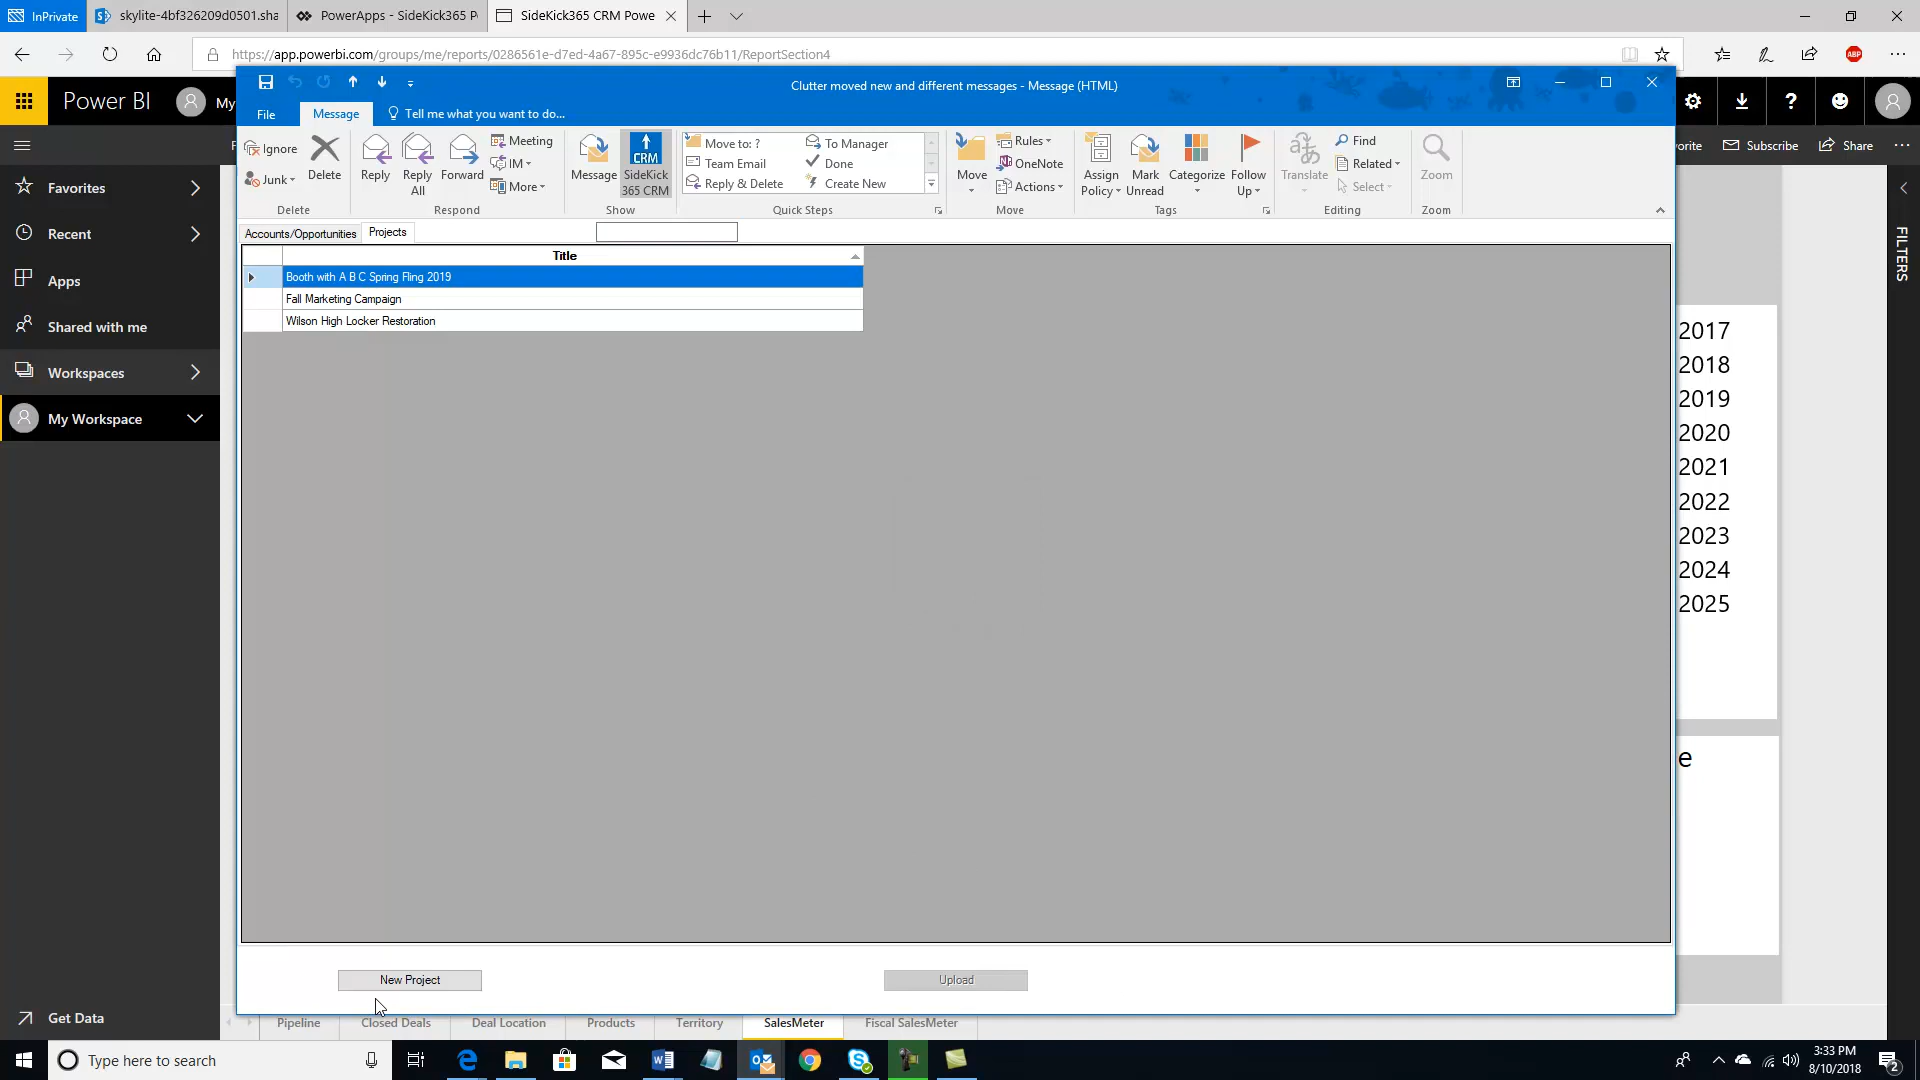 InPrivate
skylite-4bf326209d0501.sha
PowerApps - SideKick365 P
SideKick365 CRM Powe
https://app.powerbi.com/groups/me/reports/0286561e-d7ed-4a67-895c-e9936dc76b11/ReportSection4
ABP
Power BI
My
Clutter moved new and different messages - Message (HTML)
File
Message
Tell me what you want to do...
Ignore
Junk
Delete
Reply
Reply All
Forward
Meeting
IM
More
Message
CRM
SideKick 365 CRM
Move to: ?
Team Email
Reply & Delete
To Manager
Done
Create New
Move
Rules
OneNote
Actions
Assign Policy
Mark Unread
Categorize
Follow Up
Translate
Find
Related
Select
Zoom
Delete
Respond
Show
Quick Steps
Move
Tags
Editing
Zoom
vorite
Subscribe
Share
Accounts/Opportunities
Projects
Title
Booth with A B C Spring Fling 2019
Fall Marketing Campaign
Wilson High Locker Restoration
New Project
Upload
Favorites
Recent
Apps
Shared with me
Workspaces
My Workspace
Get Data
FILTERS
2017
2018
2019
2020
2021
2022
2023
2024
2025
e
Pipeline
Closed Deals
Deal Location
Products
Territory
SalesMeter
Fiscal SalesMeter
Type here to search
3:33 PM
8/10/2018
2